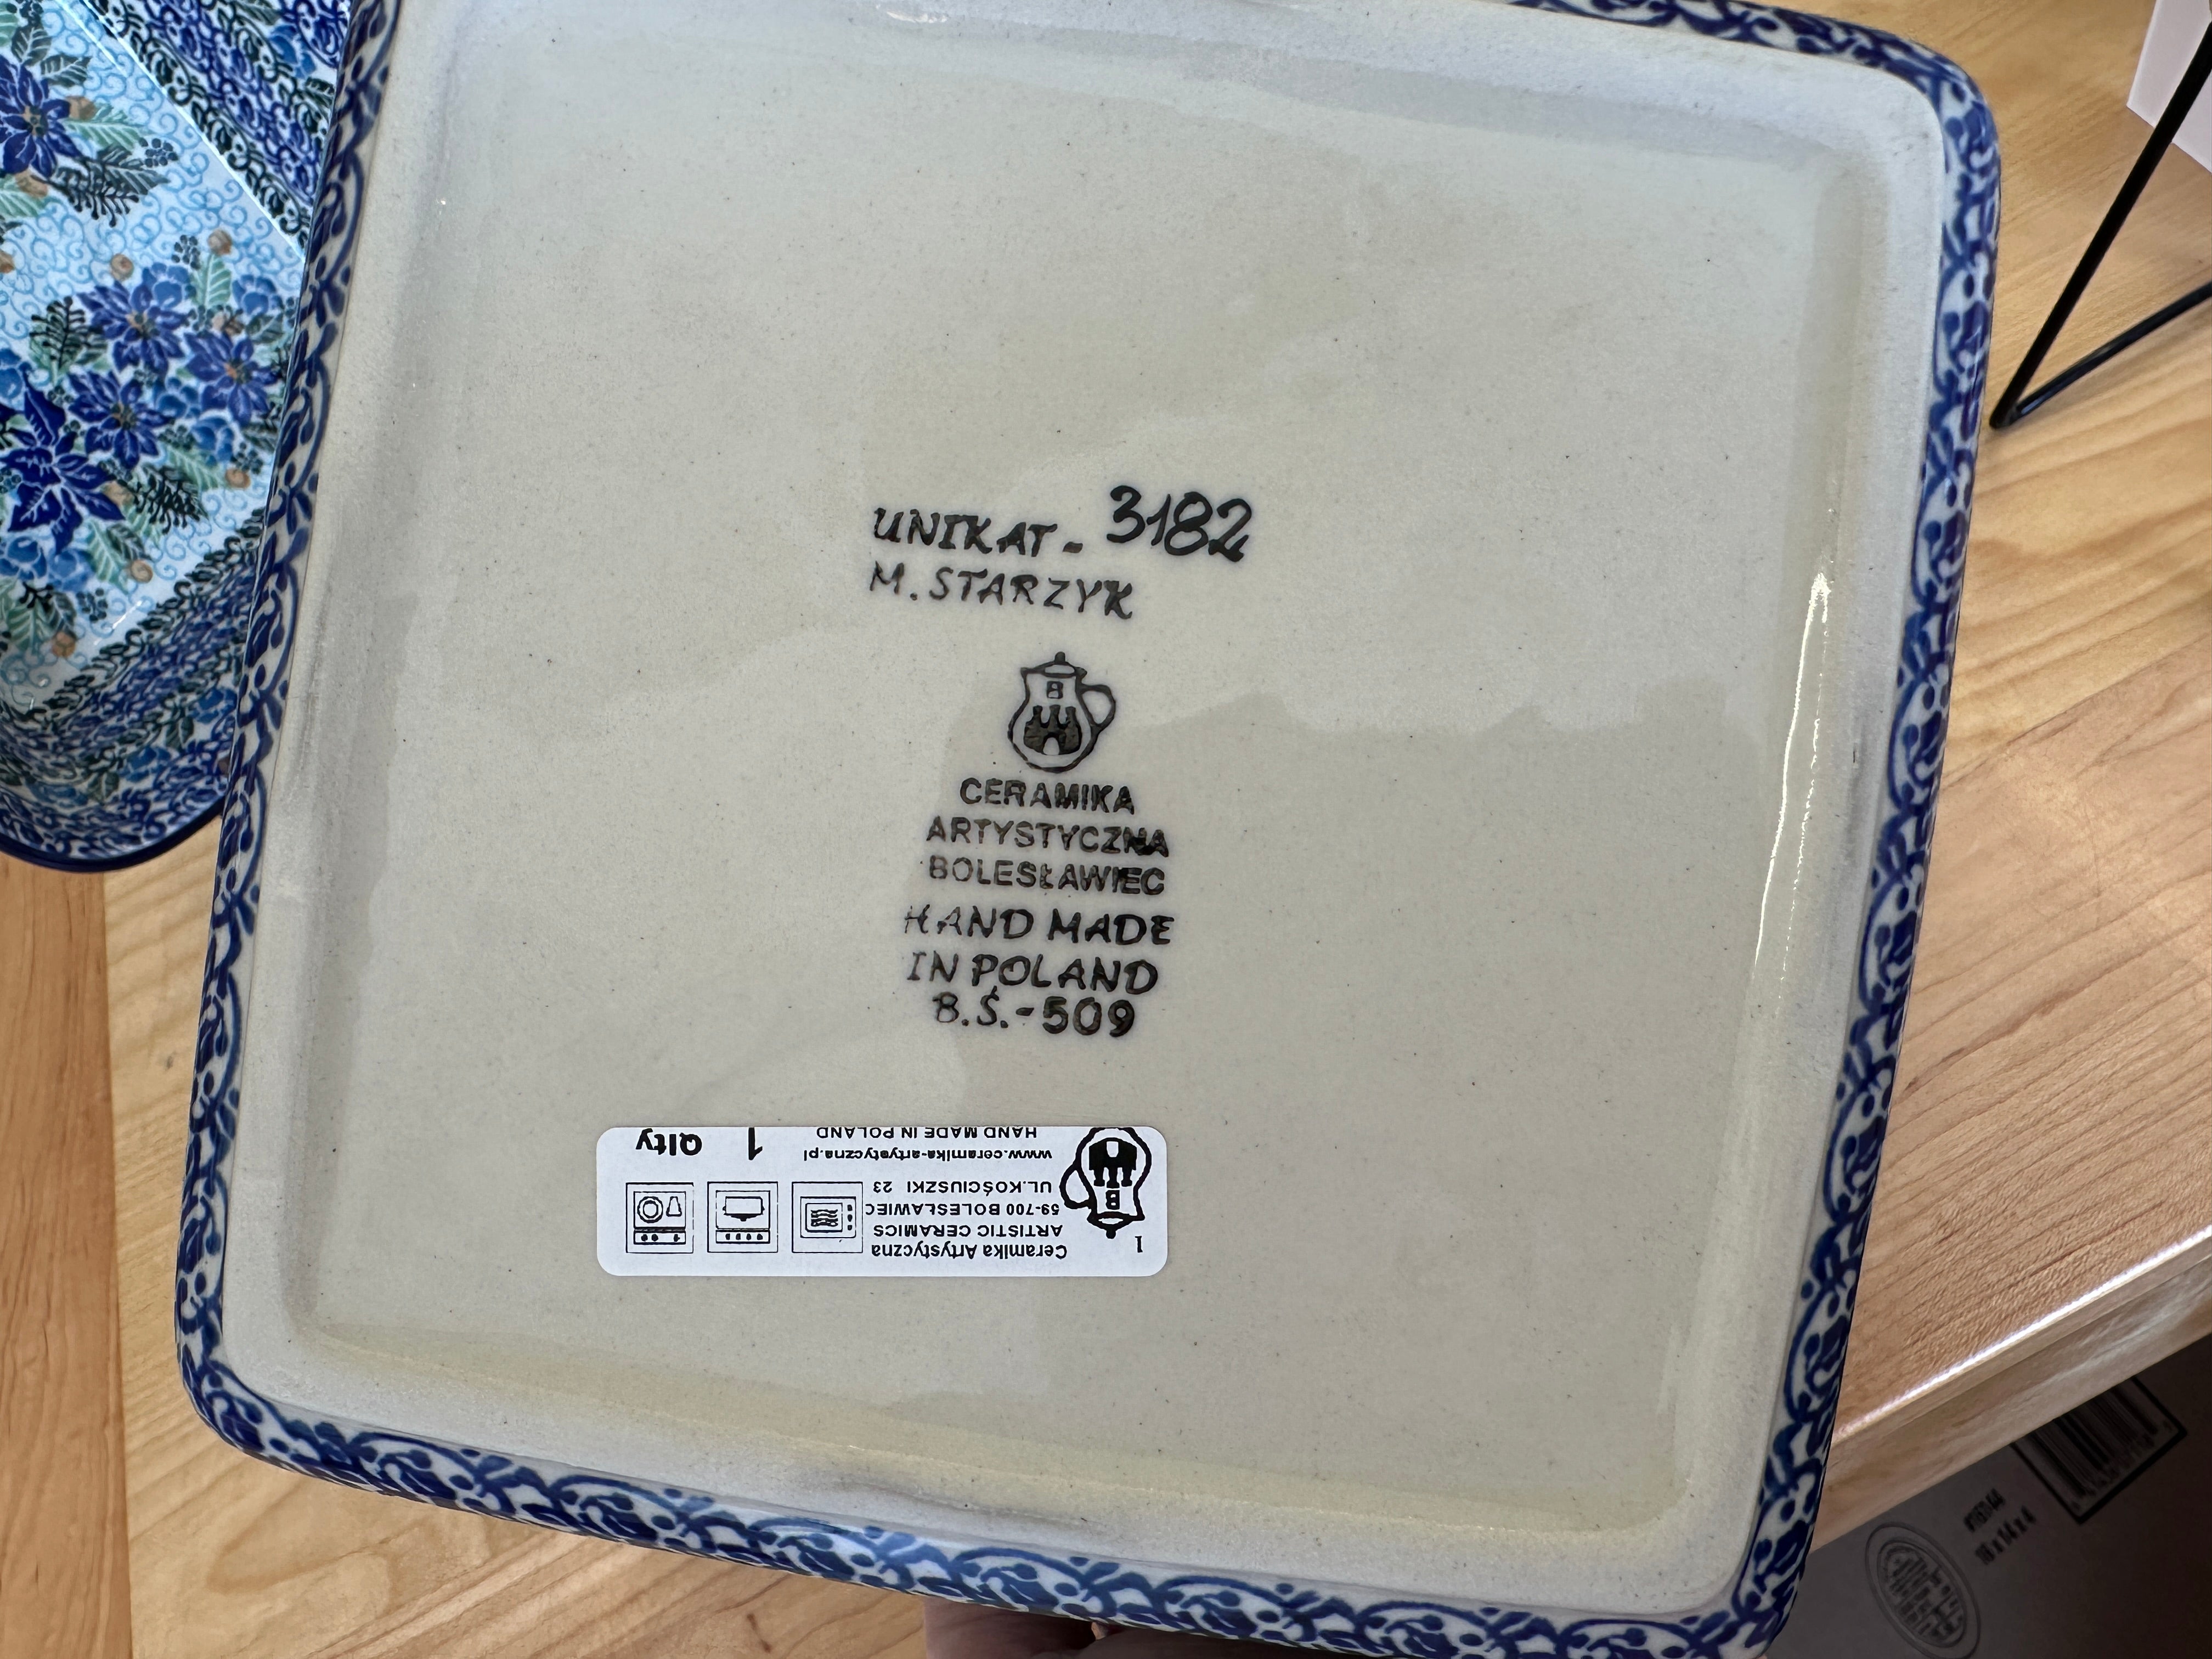 UNIKAT - 3182
M. STARZYK
B
CERAMIKA
ARTYSTYCZNA
BOLESŁAWIEC
HAND MADE
IN POLAND
B.Ś.-509
1
Ceramika Artystyczna
ARTISTIC CERAMICS
59-700 BOLESŁAWIEC
UL.KOŚCIUSZKI 23
www.ceramika-artystyczna.pl
HAND MADE IN POLAND
B
1 Qlty